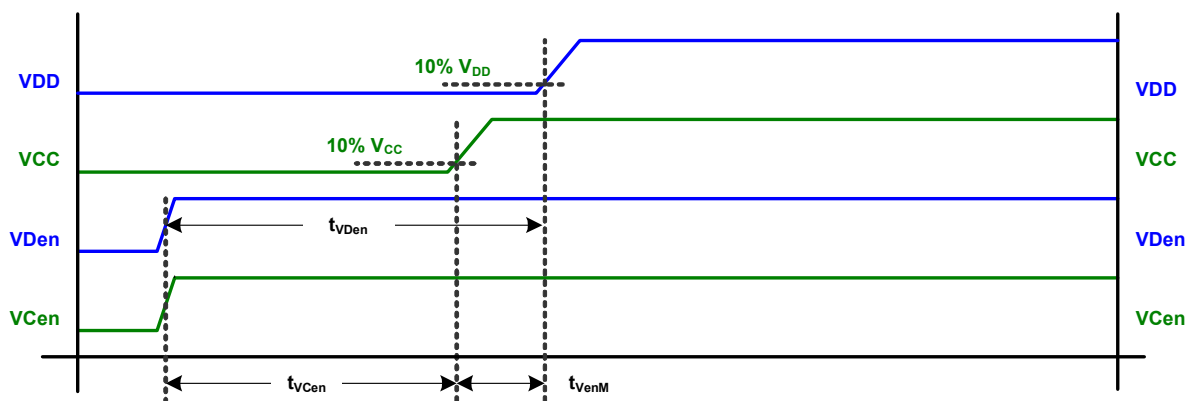 10% VDD
VDD VDD
10% VCC
VCC VCC
tVDen
VDen VDen
VCen VCen
tVCen tVenM